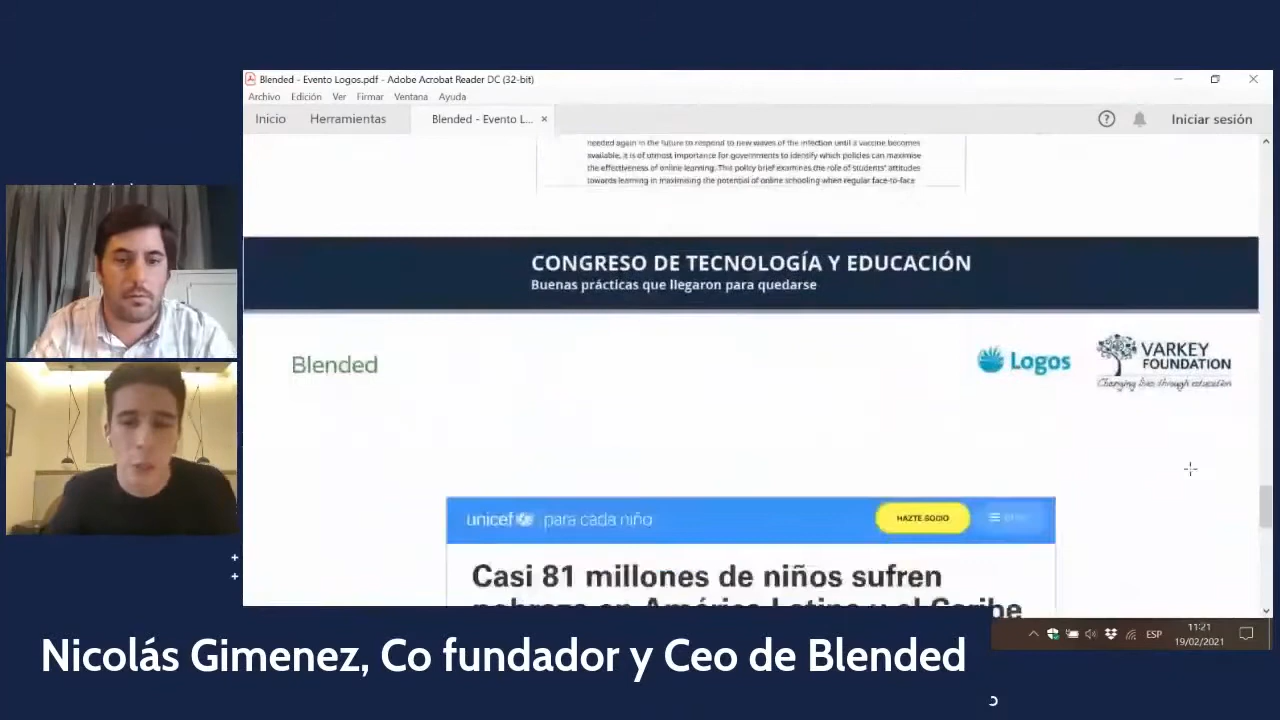 Blended - Evento Logos.pdf - Adobe Acrobat Reader DC (32-bit)
Archivo Edición Ver Firmar Ventana Ayuda
Inicio Herramientas Blended - Evento L... × Iniciar sesión
needed again in the future to respond to new waves of the infection until a vaccine becomes
available, it is of utmost importance for governments to identify which policies can maximise
the effectiveness of online learning. This policy brief examines the role of students' attitudes
towards learning in maximising the potential of online schooling when regular face-to-face
CONGRESO DE TECNOLOGÍA Y EDUCACIÓN
Buenas prácticas que llegaron para quedarse
Blended
Logos
VARKEY
FOUNDATION
Changing lives through education
unicef para cada niño
HAZTE SOCIO
Casi 81 millones de niños sufren
pobreza en América Latina y el Caribe
ESP
11:21
19/02/2021
Nicolás Gimenez, Co fundador y Ceo de Blended